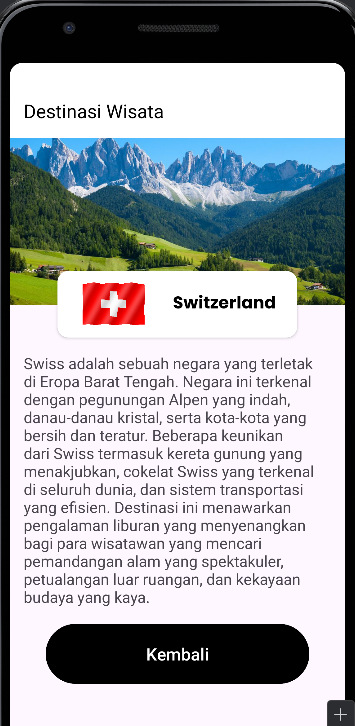 Destinasi Wisata
Switzerland
Swiss adalah sebuah negara yang terletak
di Eropa Barat Tengah. Negara ini terkenal
dengan pegunungan Alpen yang indah,
danau-danau kristal, serta kota-kota yang
bersih dan teratur. Beberapa keunikan
dari Swiss termasuk kereta gunung yang
menakjubkan, cokelat Swiss yang terkenal
di seluruh dunia, dan sistem transportasi
yang efisien. Destinasi ini menawarkan
pengalaman liburan yang menyenangkan
bagi para wisatawan yang mencari
pemandangan alam yang spektakuler,
petualangan luar ruangan, dan kekayaan
budaya yang kaya.
Kembali